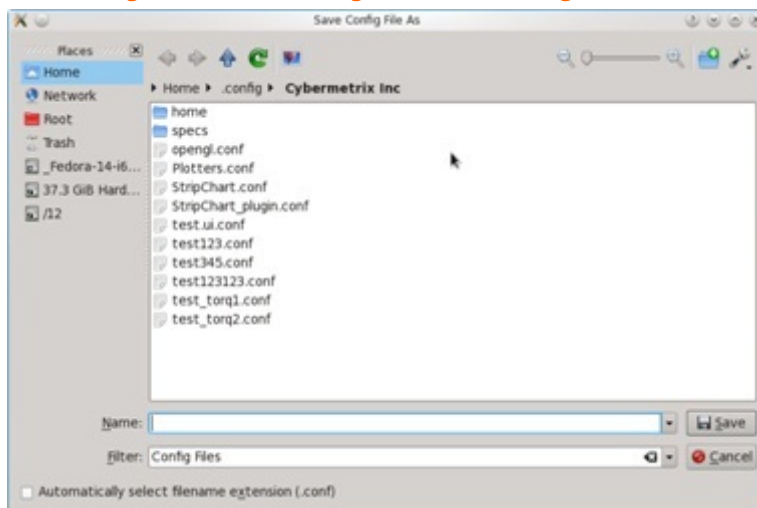 Save Config File As
Places
Home
Network
Root
Trash
_Fedora-14-i6...
37.3 GiB Hard...
/12
Home .config Cybermetrix Inc
home
specs
opengl.conf
Plotters.conf
StripChart.conf
StripChart_plugin.conf
test.ui.conf
test123.conf
test345.conf
test123123.conf
test_torq1.conf
test_torq2.conf
Name:
Save
Filter: Config Files
Cancel
Automatically select filename extension (.conf)